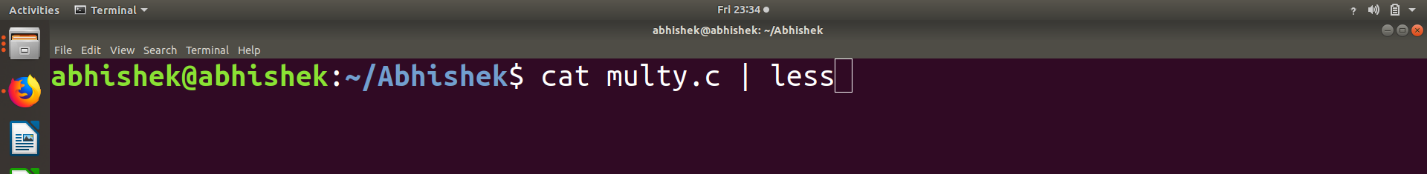 Activities Terminal Fri 23:34 ?
abhishek@abhishek: ~/Abhishek
File Edit View Search Terminal Help
abhishek@abhishek:~/Abhishek$ cat multy.c | less